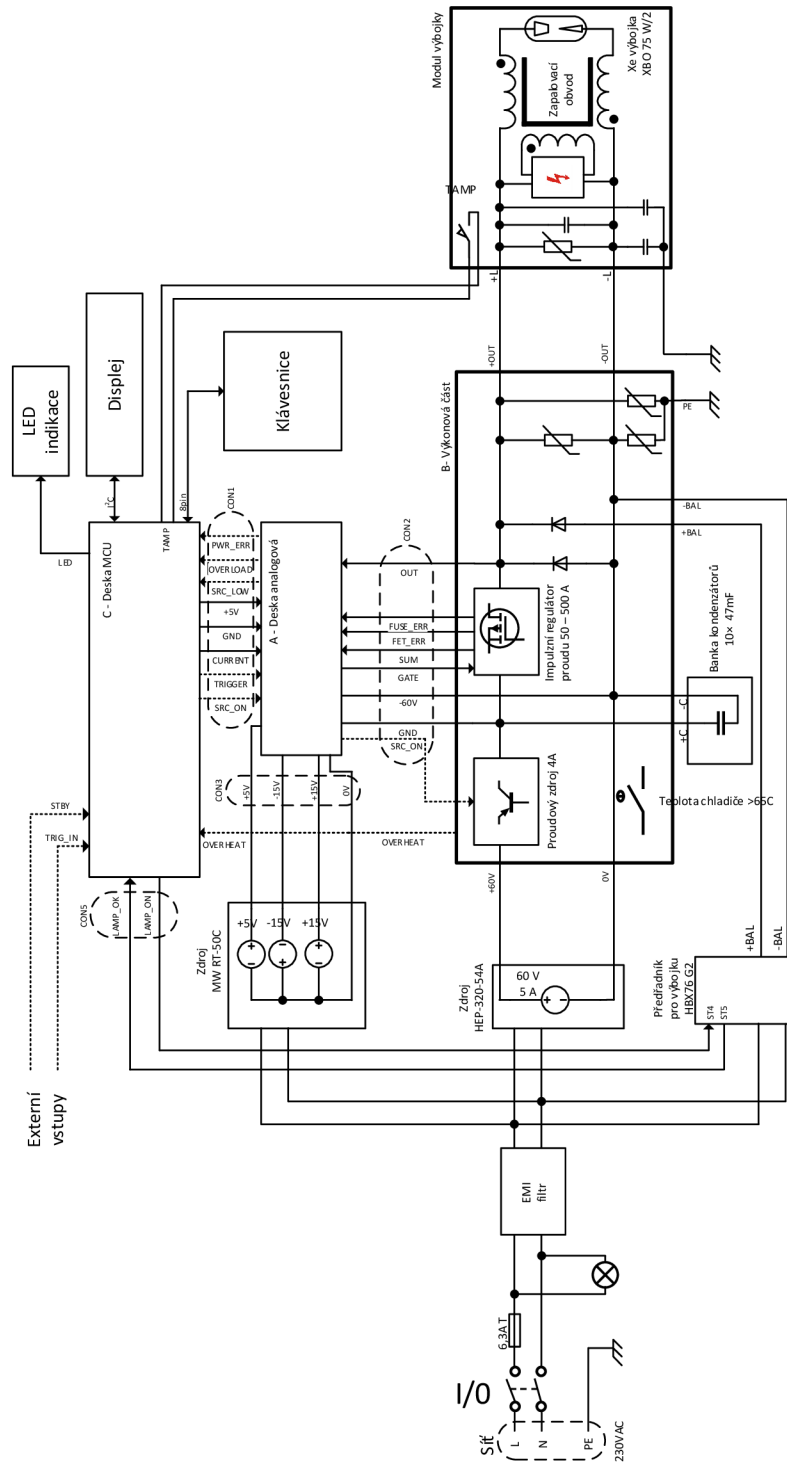 Modul výbojky
Xe výbojka
XBO 75 W/2
Zapalovací
obvod
TAMP
+L
-L
LED
indikace
Displej
Klávesnice
I²C
8pin
LED
TAMP
C - Deska MCU
CON1
PWR_ERR
OVERLOAD
SRC_LOW
+5V
GND
CURRENT
TRIGGER
SRC_ON
A - Deska analogová
CON2
OUT
FUSE_ERR
FET_ERR
SUM
GATE
-60V
GND
SRC_ON
B- Výkonová část
+OUT
-OUT
PE
-BAL
+BAL
Impulzní regulátor
proudu 50 – 500 A
Proudový zdroj 4A
Teplota chladiče >65C
Banka kondenzátorů
10× 47mF
-C
+C
+60V
0V
CON3
+5V
-15V
+15V
0V
OVERHEAT
OVERHEAT
STBY
TRIG_IN
CON5
LAMP_OK
LAMP_ON
Externí
vstupy
Zdroj
MW RT-50C
+5V
-15V
+15V
Zdroj
HEP-320-54A
60 V
5 A
Předřadník
pro výbojku
HBX76 G2
ST4
ST5
+BAL
-BAL
EMI
filtr
6,3A T
I/0
Síť
L
N
PE
230VAC